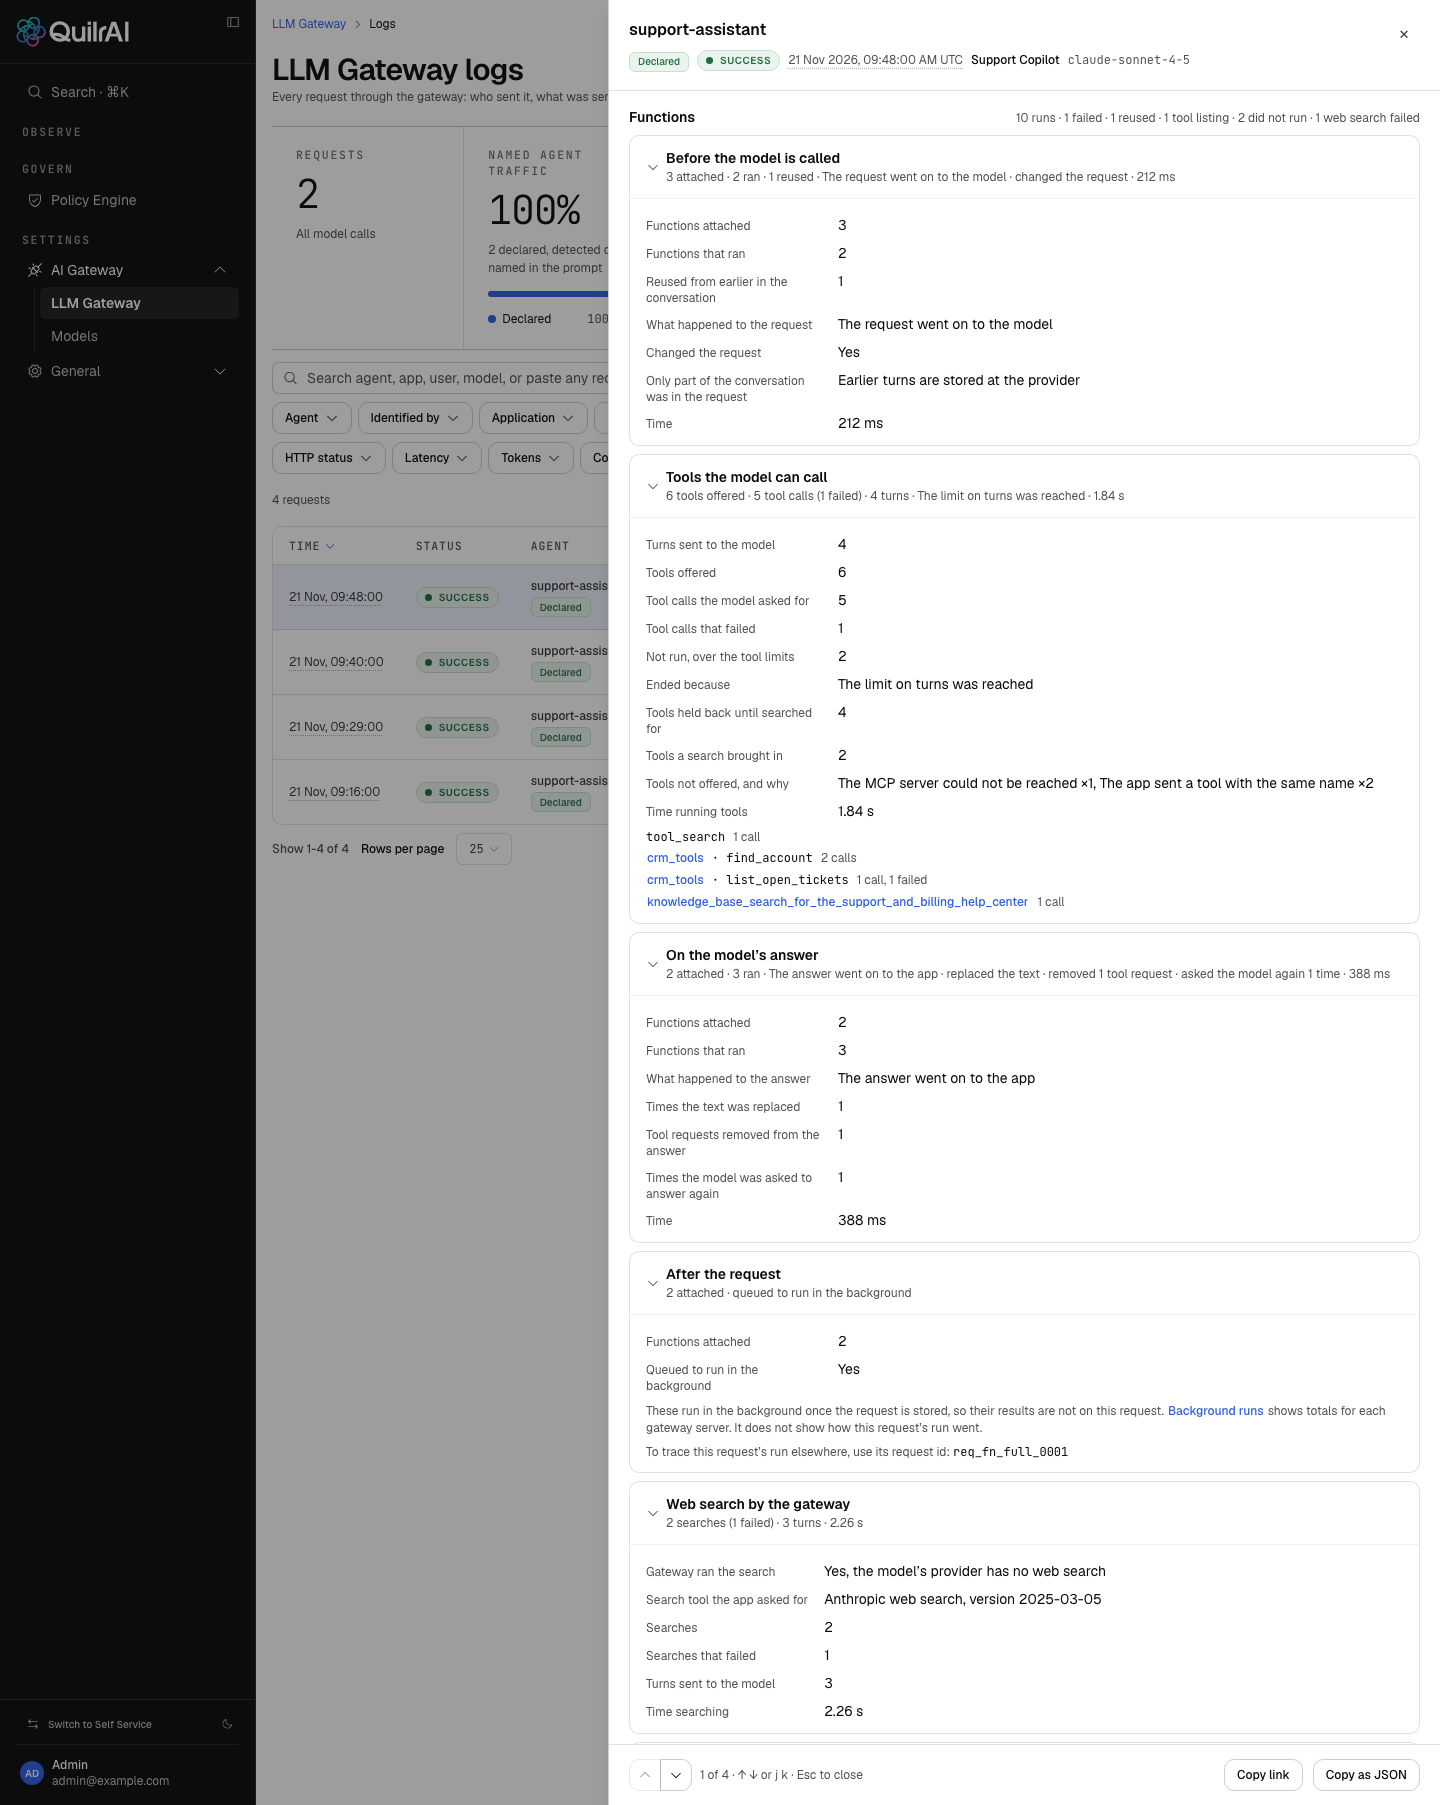 QuilrAI
Search · ⌘K
OBSERVE
GOVERN
Policy Engine
SETTINGS
AI Gateway
LLM Gateway
Models
General
Switch to Self Service
AD
Admin
admin@example.com
LLM Gateway > Logs
LLM Gateway logs
Every request through the gateway: who sent it, what was
REQUESTS
2
All model calls
NAMED AGENT
TRAFFIC
100%
2 declared, detected
named in the prompt
Declared 100
Search agent, app, user, model, or paste any
Agent
Identified by
Application
HTTP status
Latency
Tokens
4 requests
TIME STATUS AGENT
21 Nov, 09:48:00 SUCCESS support-assis
Declared
21 Nov, 09:40:00 SUCCESS support-assis
Declared
21 Nov, 09:29:00 SUCCESS support-assis
Declared
21 Nov, 09:16:00 SUCCESS support-assis
Declared
Show 1-4 of 4 Rows per page 25
support-assistant
Declared SUCCESS 21 Nov 2026, 09:48:00 AM UTC Support Copilot claude-sonnet-4-5
Functions
10 runs · 1 failed · 1 reused · 1 tool listing · 2 did not run · 1 web search failed
Before the model is called
3 attached · 2 ran · 1 reused · The request went on to the model · changed the request · 212 ms
Functions attached 3
Functions that ran 2
Reused from earlier in the
conversation 1
What happened to the request The request went on to the model
Changed the request Yes
Only part of the conversation
was in the request Earlier turns are stored at the provider
Time 212 ms
Tools the model can call
6 tools offered · 5 tool calls (1 failed) · 4 turns · The limit on turns was reached · 1.84 s
Turns sent to the model 4
Tools offered 6
Tool calls the model asked for 5
Tool calls that failed 1
Not run, over the tool limits 2
Ended because The limit on turns was reached
Tools held back until searched
for 4
Tools a search brought in 2
Tools not offered, and why The MCP server could not be reached ×1, The app sent a tool with the same name ×2
Time running tools 1.84 s
tool_search 1 call
crm_tools · find_account 2 calls
crm_tools · list_open_tickets 1 call, 1 failed
knowledge_base_search_for_the_support_and_billing_help_center 1 call
On the model’s answer
2 attached · 3 ran · The answer went on to the app · replaced the text · removed 1 tool request · asked the model again 1 time · 388 ms
Functions attached 2
Functions that ran 3
What happened to the answer The answer went on to the app
Times the text was replaced 1
Tool requests removed from the
answer 1
Times the model was asked to
answer again 1
Time 388 ms
After the request
2 attached · queued to run in the background
Functions attached 2
Queued to run in the
background Yes
These run in the background once the request is stored, so their results are not on this request. Background runs shows totals for each
gateway server. It does not show how this request’s run went.
To trace this request’s run elsewhere, use its request id: req_fn_full_0001
Web search by the gateway
2 searches (1 failed) · 3 turns · 2.26 s
Gateway ran the search Yes, the model’s provider has no web search
Search tool the app asked for Anthropic web search, version 2025-03-05
Searches 2
Searches that failed 1
Turns sent to the model 3
Time searching 2.26 s
1 of 4 · ↑ ↓ or j k · Esc to close
Copy link
Copy as JSON